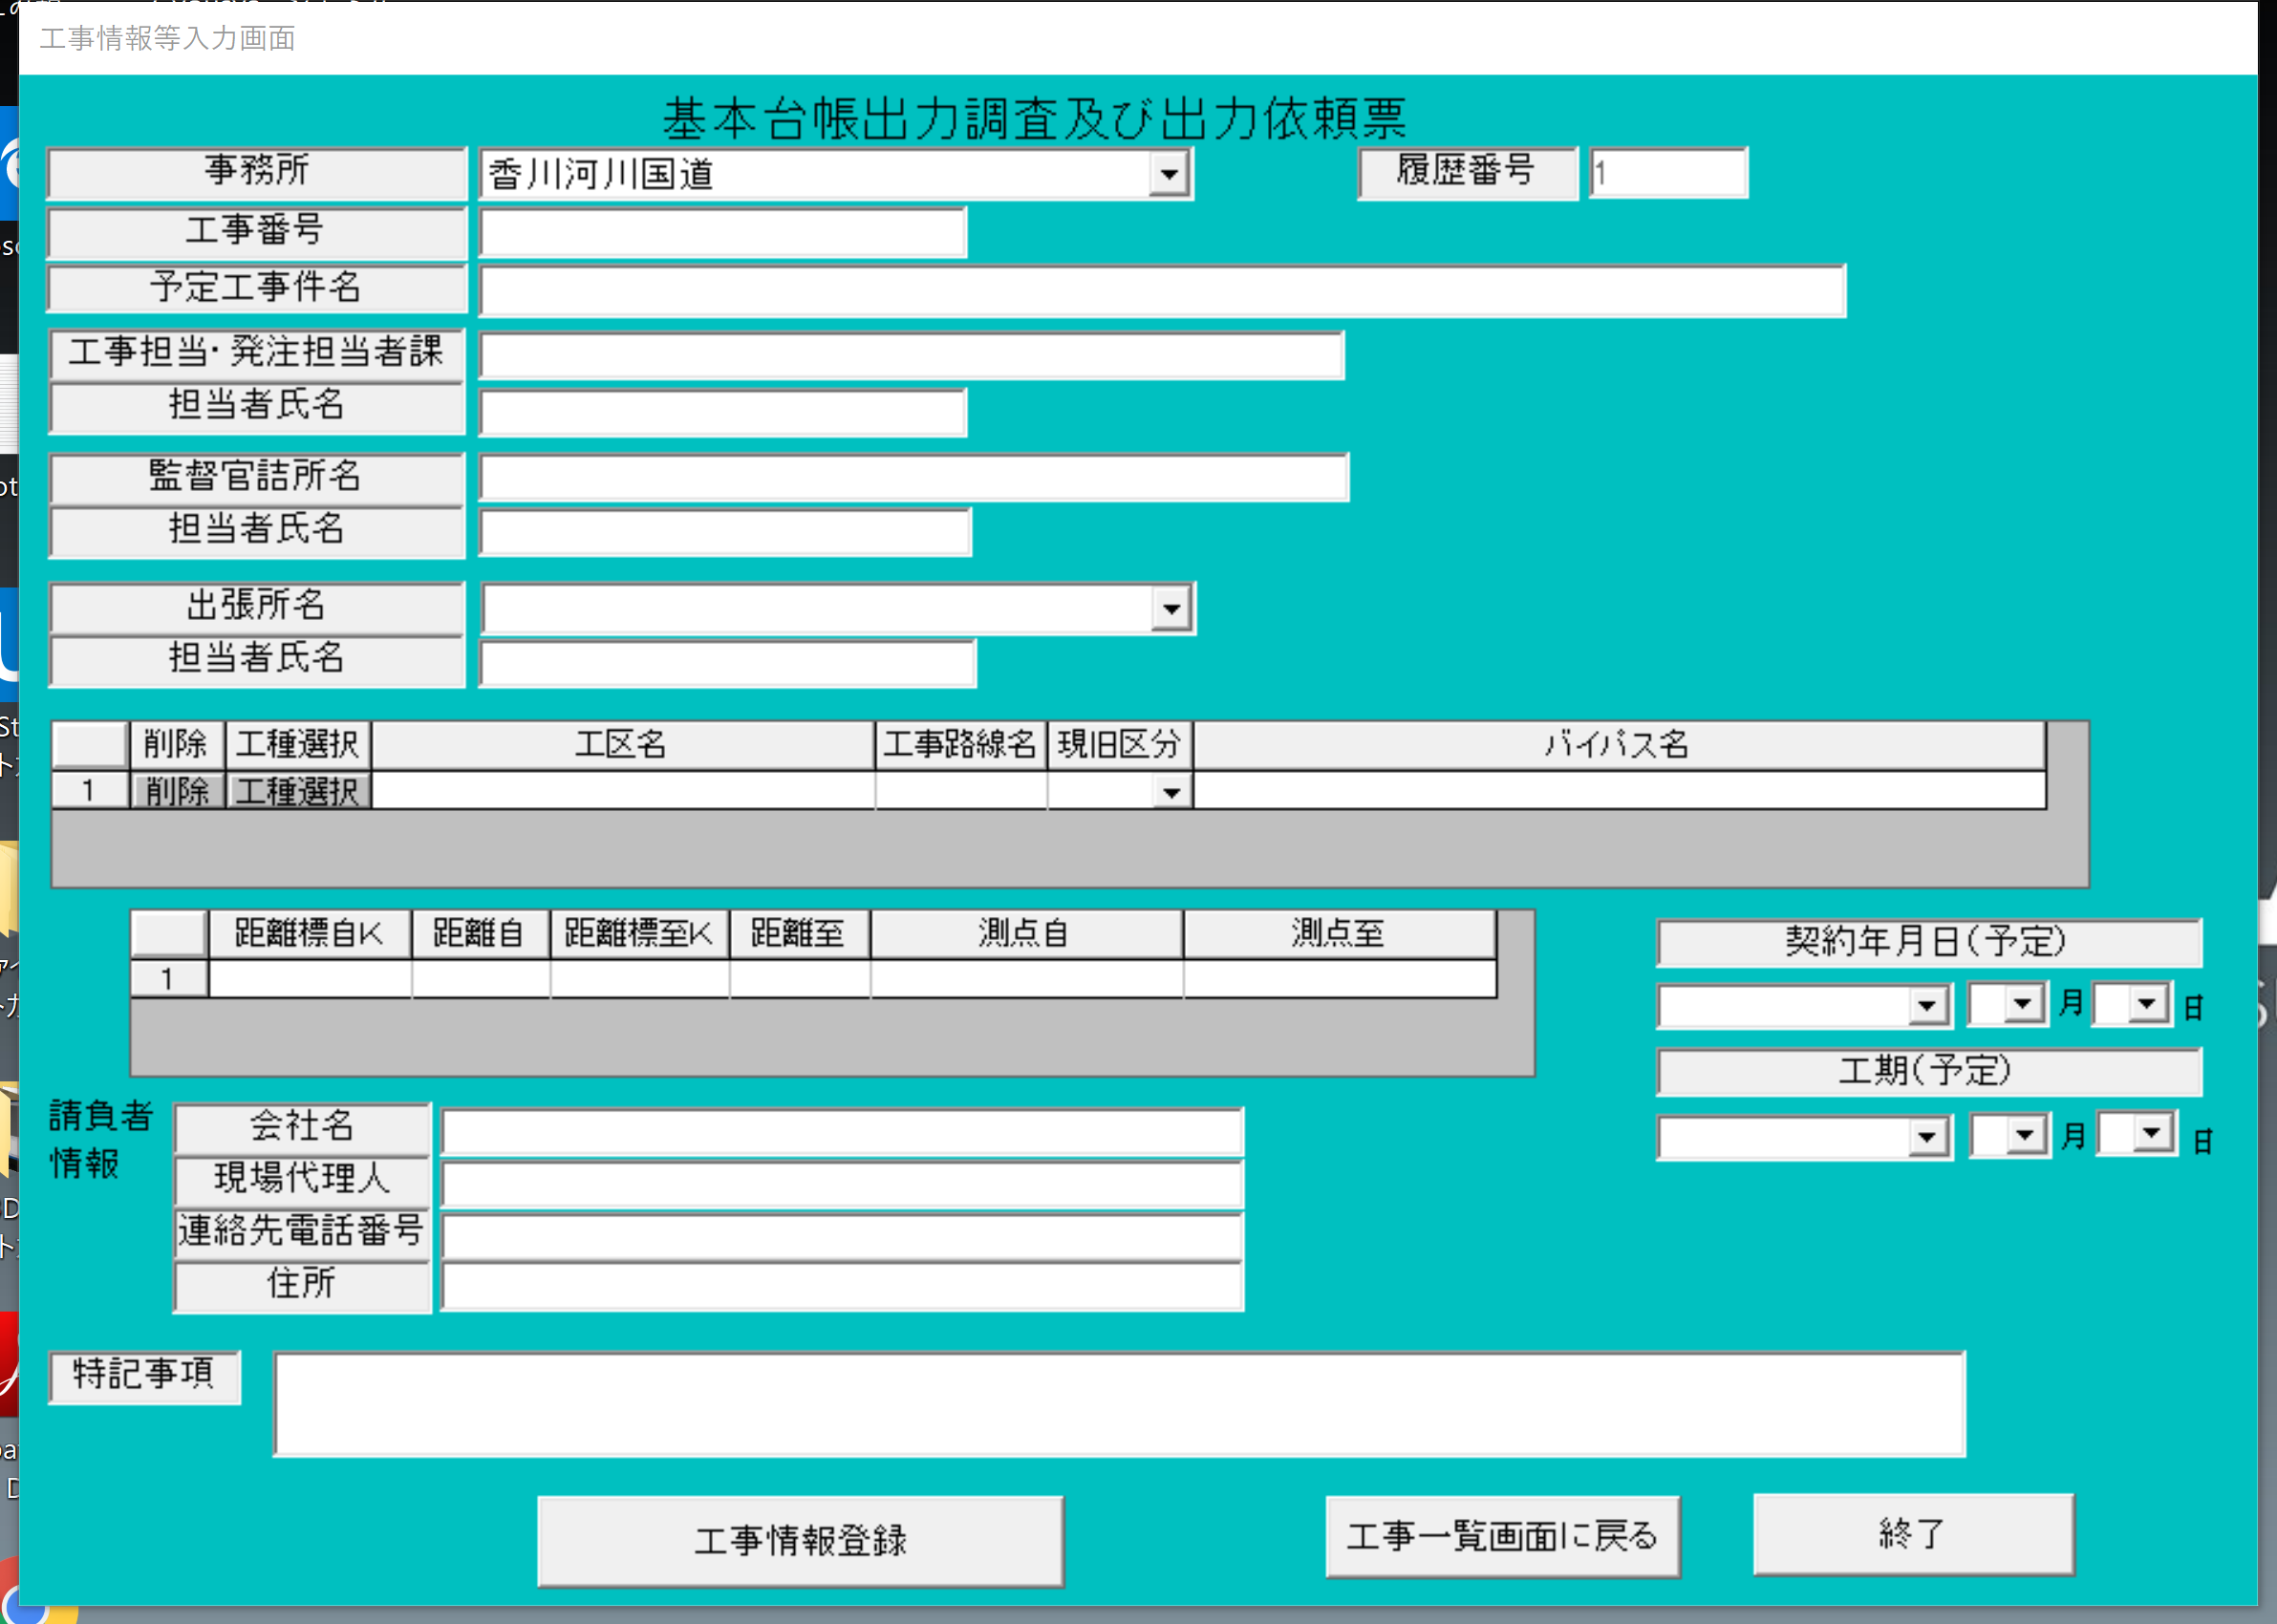 工事情報等入力画面
基本台帳出力調査及び出力依頼票
事務所 香川河川国道 履歴番号 1
工事番号
予定工事件名
工事担当・発注担当者課
担当者氏名
監督官詰所名
担当者氏名
出張所名
担当者氏名
削除 工種選択 工区名 工事路線名 現旧区分 バイパス名
1 削除 工種選択
距離標自K 距離自 距離標至K 距離至 測点自 測点至
1
契約年月日(予定)
月 日
工期(予定)
月 日
請負者
情報
会社名
現場代理人
連絡先電話番号
住所
特記事項
工事情報登録 工事一覧画面に戻る 終了